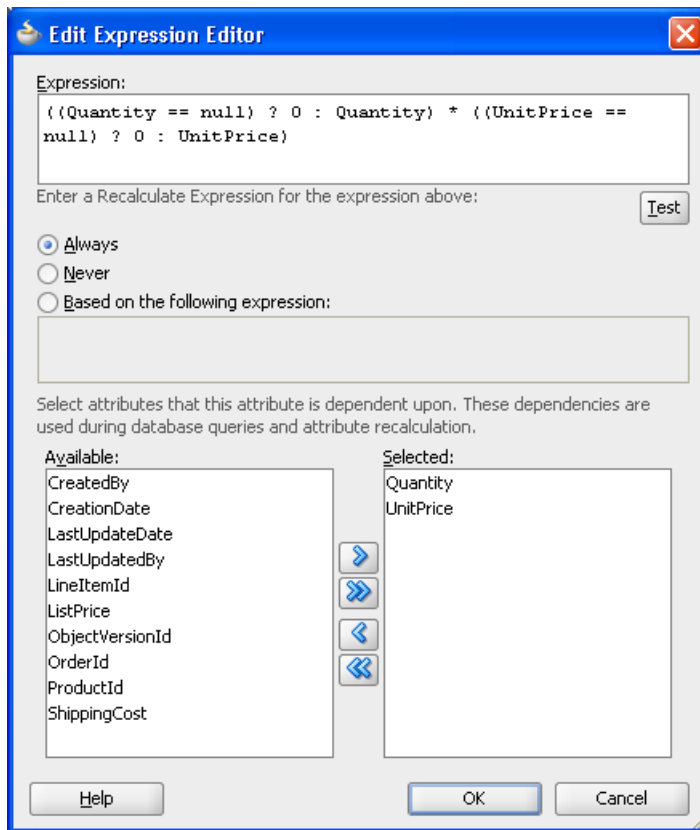 Edit Expression Editor
Expression:
((Quantity == null) ? 0 : Quantity) * ((UnitPrice ==
null) ? 0 : UnitPrice)
Enter a Recalculate Expression for the expression above:
Test
Always
Never
Based on the following expression:
Select attributes that this attribute is dependent upon. These dependencies are
used during database queries and attribute recalculation.
Available:
CreatedBy
CreationDate
LastUpdateDate
LastUpdatedBy
LineItemId
ListPrice
ObjectVersionId
OrderId
ProductId
ShippingCost
Selected:
Quantity
UnitPrice
Help
OK
Cancel